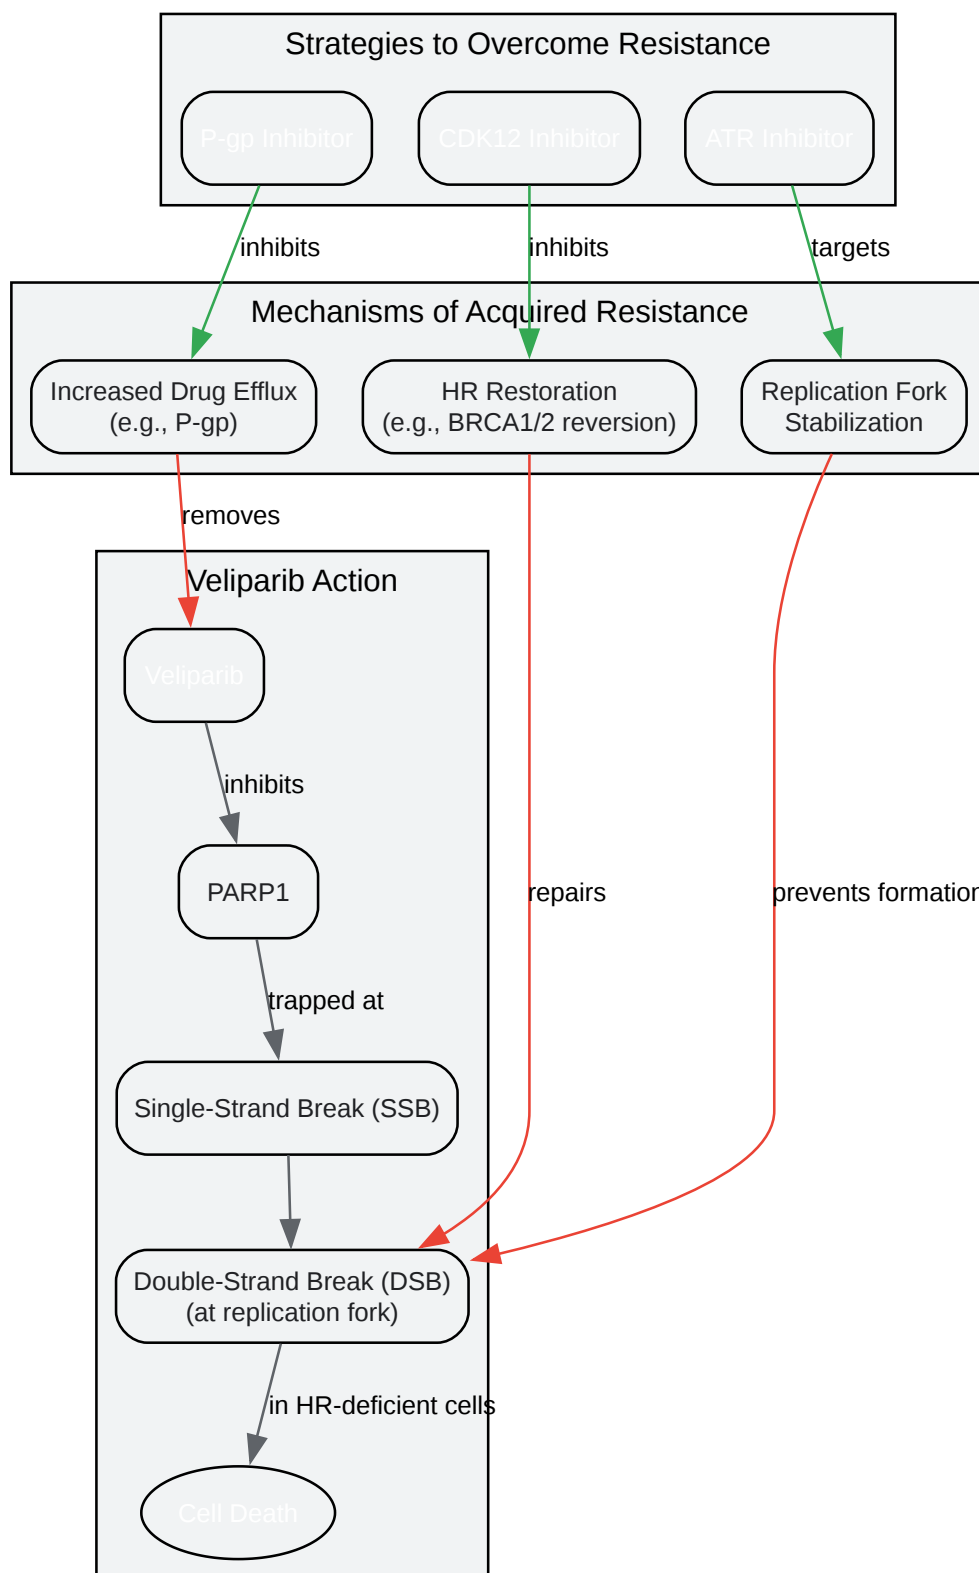 Strategies to Overcome Resistance
P-gp Inhibitor
CDK12 Inhibitor
ATR Inhibitor
inhibits
inhibits
targets
Mechanisms of Acquired Resistance
Increased Drug Efflux
(e.g., P-gp)
HR Restoration
(e.g., BRCA1/2 reversion)
Replication Fork
Stabilization
removes
Veliparib Action
Veliparib
inhibits
PARP1
repairs
prevents formation
trapped at
Single-Strand Break (SSB)
Double-Strand Break (DSB)
(at replication fork)
in HR-deficient cells
Cell Death